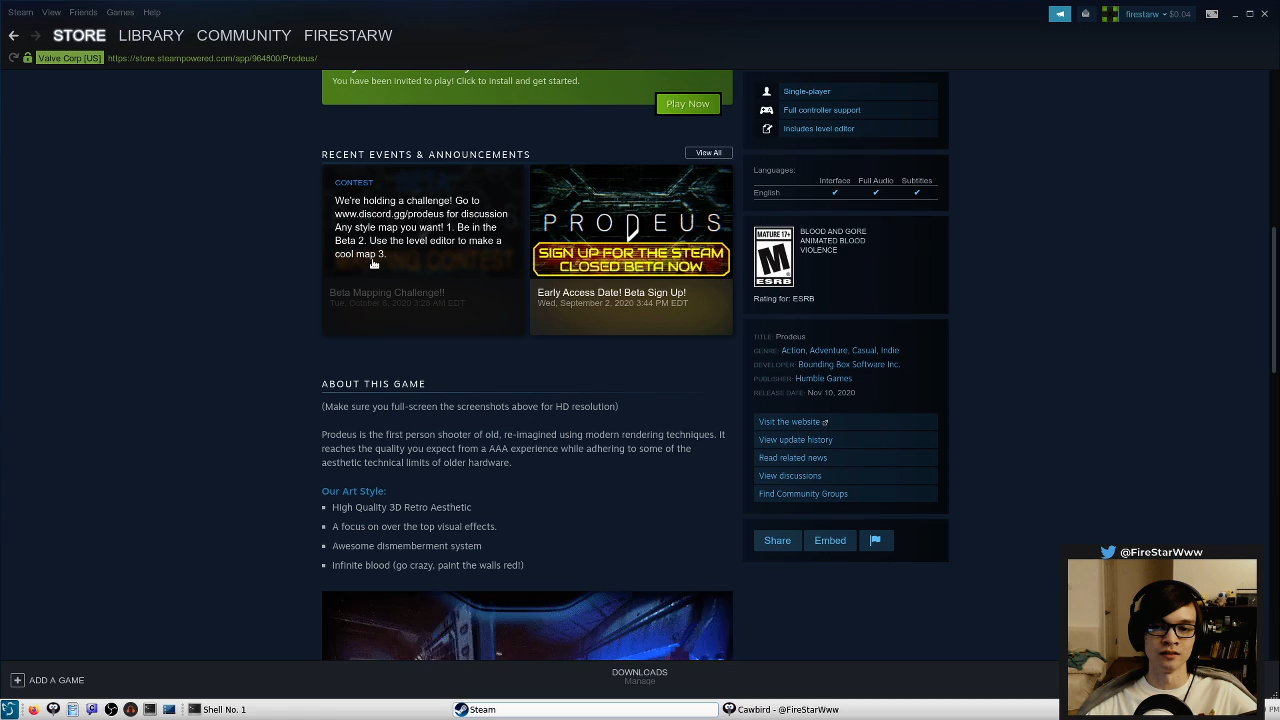 Steam View Friends Games Help
firestarw $0.04
STORE LIBRARY COMMUNITY FIRESTARW
Valve Corp [US] https://store.steampowered.com/app/964800/Prodeus/
You have been invited to play! Click to Install and get started.
Play Now
RECENT EVENTS & ANNOUNCEMENTS
View All
CONTEST
We're holding a challenge! Go to
www.discord.gg/prodeus for discussion
Any style map you want! 1. Be in the
Beta 2. Use the level editor to make a
cool map 3.
Beta Mapping Challenge!!
Tue, October 6, 2020 3:28 AM EDT
PRODEUS
SIGN UP FOR THE STEAM
CLOSED BETA NOW
Early Access Date! Beta Sign Up!
Wed, September 2, 2020 3:44 PM EDT
ABOUT THIS GAME
(Make sure you full-screen the screenshots above for HD resolution)
Prodeus is the first person shooter of old, re-imagined using modern rendering techniques. It
reaches the quality you expect from a AAA experience while adhering to some of the
aesthetic technical limits of older hardware.
Our Art Style:
High Quality 3D Retro Aesthetic
A focus on over the top visual effects.
Awesome dismemberment system
Infinite blood (go crazy, paint the walls red!)
Single-player
Full controller support
Includes level editor
Languages:
Interface Full Audio Subtitles
English ✔ ✔ ✔
MATURE 17+
M
ESRB
BLOOD AND GORE
ANIMATED BLOOD
VIOLENCE
Rating for: ESRB
TITLE: Prodeus
GENRE: Action, Adventure, Casual, Indie
DEVELOPER: Bounding Box Software Inc.
PUBLISHER: Humble Games
RELEASE DATE: Nov 10, 2020
Visit the website
View update history
Read related news
View discussions
Find Community Groups
Share Embed
@FireStarWww
ADD A GAME
DOWNLOADS
Manage
Shell No. 1
Steam
Cawbird - @FireStarWww